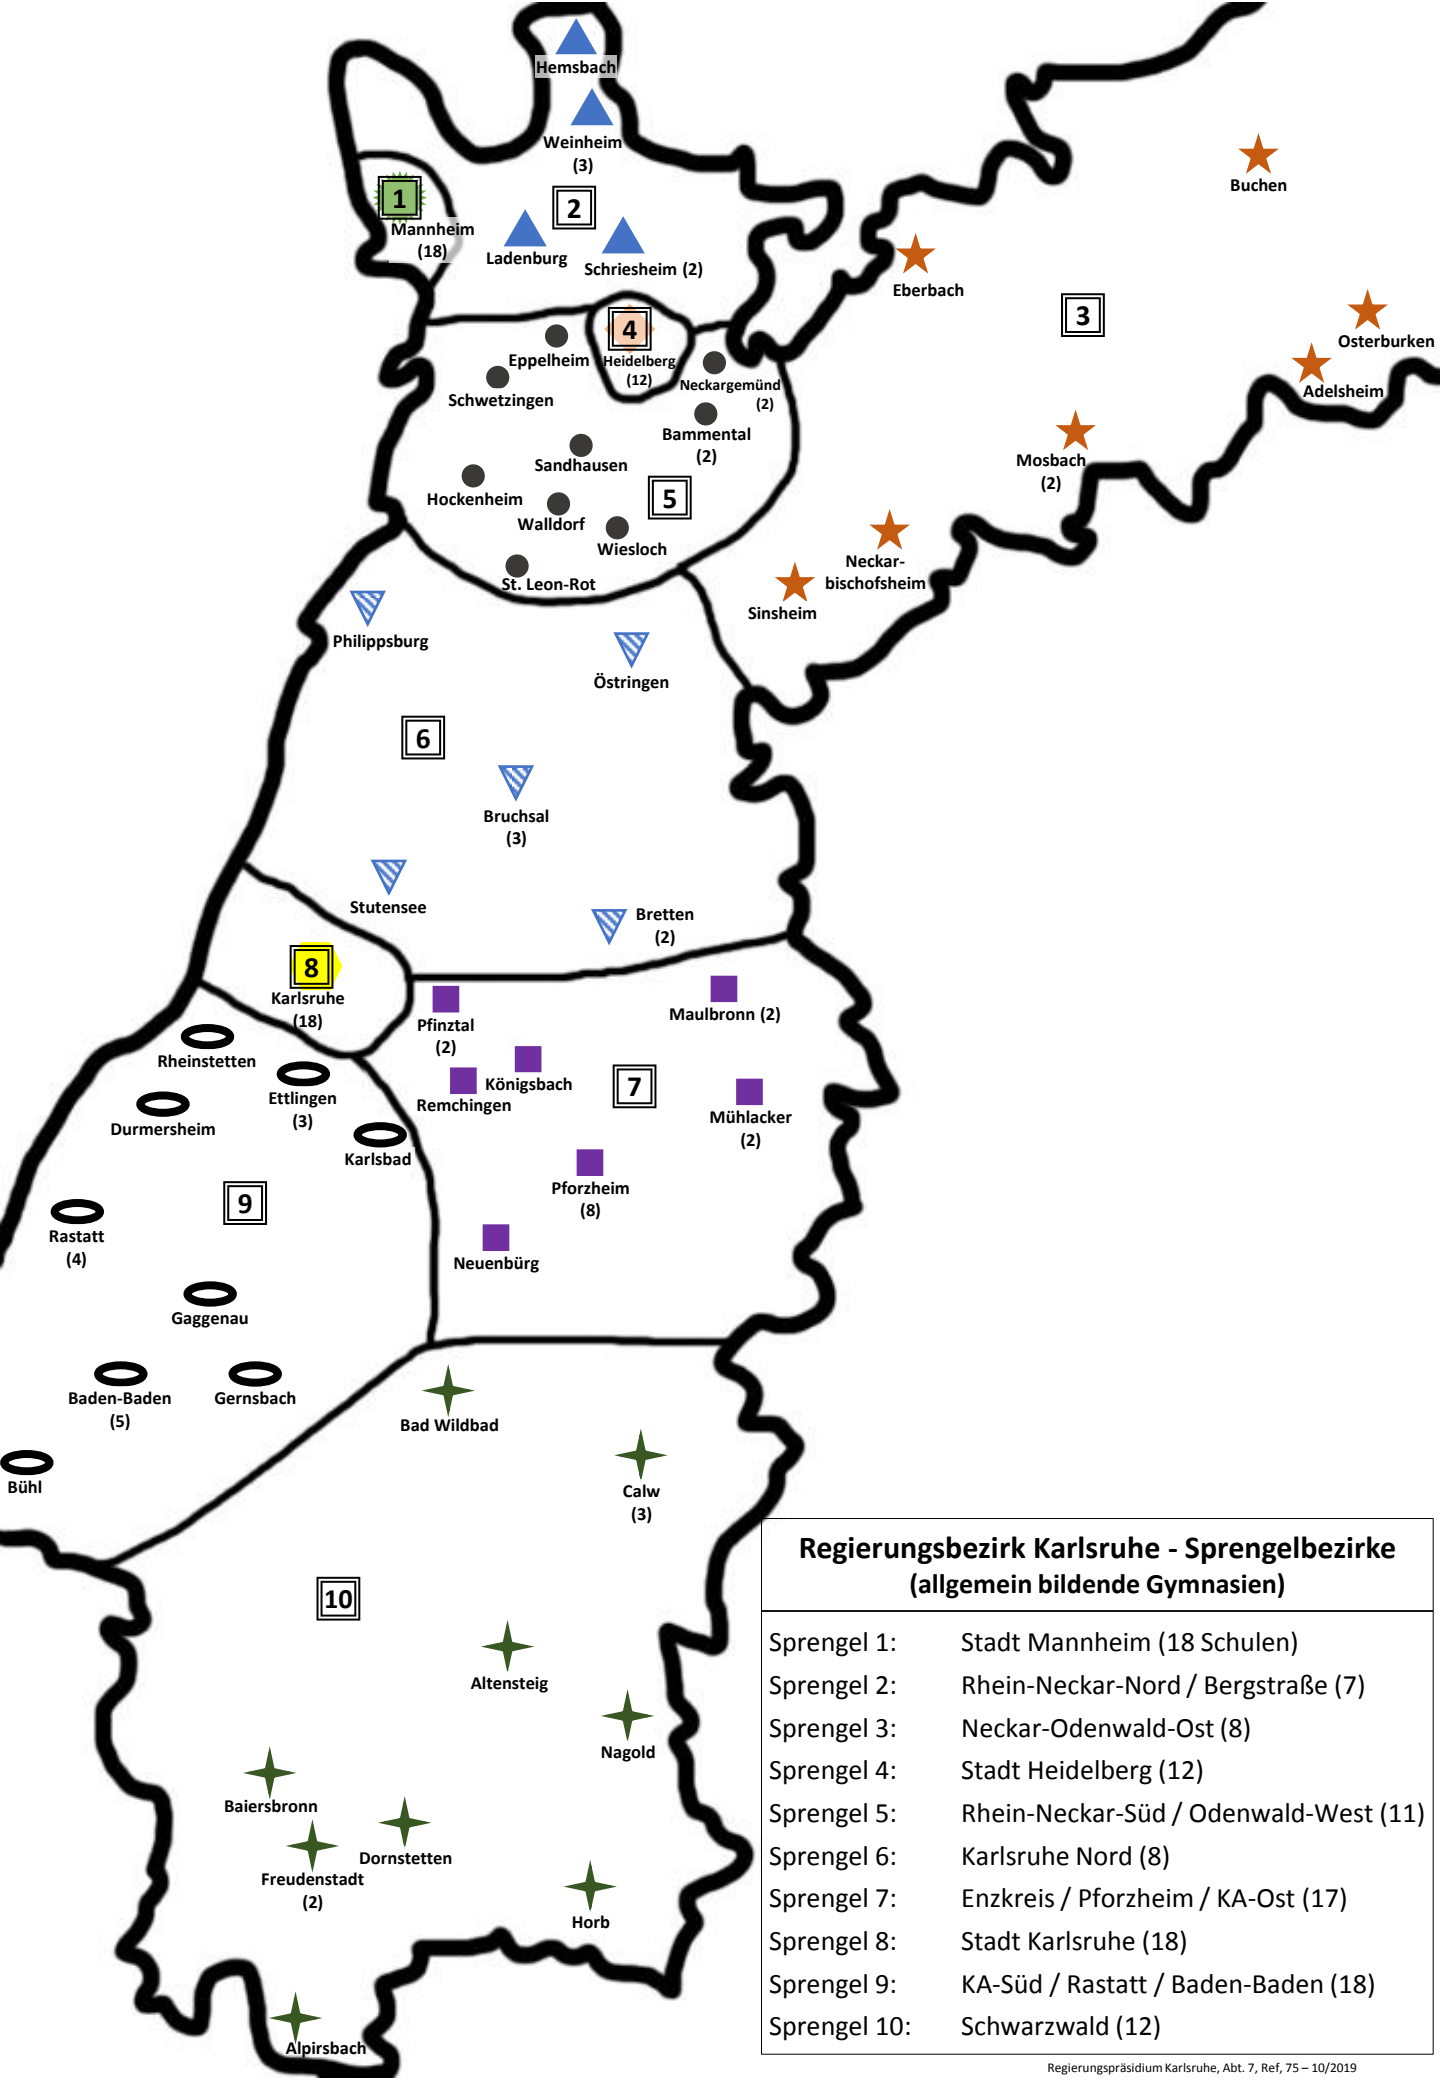 Hemsbach
Weinheim
(3)
1
Mannheim
(18)
2
Ladenburg
Schriesheim (2)
Buchen
Eberbach
3
Osterburken
Adelsheim
Mosbach
(2)
Neckar-
bischofsheim
Sinsheim
4
Heidelberg
(12)
Eppelheim
Schwetzingen
Neckargemünd
(2)
Bammental
(2)
Sandhausen
Hockenheim
5
Walldorf
Wiesloch
St. Leon-Rot
Philippsburg
Östringen
6
Bruchsal
(3)
Stutensee
Bretten
(2)
8
Karlsruhe
(18)
Pfinztal
(2)
Maulbronn (2)
Königsbach
Remchingen
7
Mühlacker
(2)
Pforzheim
(8)
Neuenbürg
Rheinstetten
Ettlingen
(3)
Durmersheim
Karlsbad
9
Rastatt
(4)
Gaggenau
Baden-Baden
(5)
Gernsbach
Bühl
Bad Wildbad
Calw
(3)
10
Altensteig
Nagold
Baiersbronn
Dornstetten
Freudenstadt
(2)
Horb
Alpirsbach
Regierungsbezirk Karlsruhe - Sprengelbezirke
(allgemein bildende Gymnasien)
Sprengel 1: Stadt Mannheim (18 Schulen)
Sprengel 2: Rhein-Neckar-Nord / Bergstraße (7)
Sprengel 3: Neckar-Odenwald-Ost (8)
Sprengel 4: Stadt Heidelberg (12)
Sprengel 5: Rhein-Neckar-Süd / Odenwald-West (11)
Sprengel 6: Karlsruhe Nord (8)
Sprengel 7: Enzkreis / Pforzheim / KA-Ost (17)
Sprengel 8: Stadt Karlsruhe (18)
Sprengel 9: KA-Süd / Rastatt / Baden-Baden (18)
Sprengel 10: Schwarzwald (12)
Regierungspräsidium Karlsruhe, Abt. 7, Ref, 75 – 10/2019